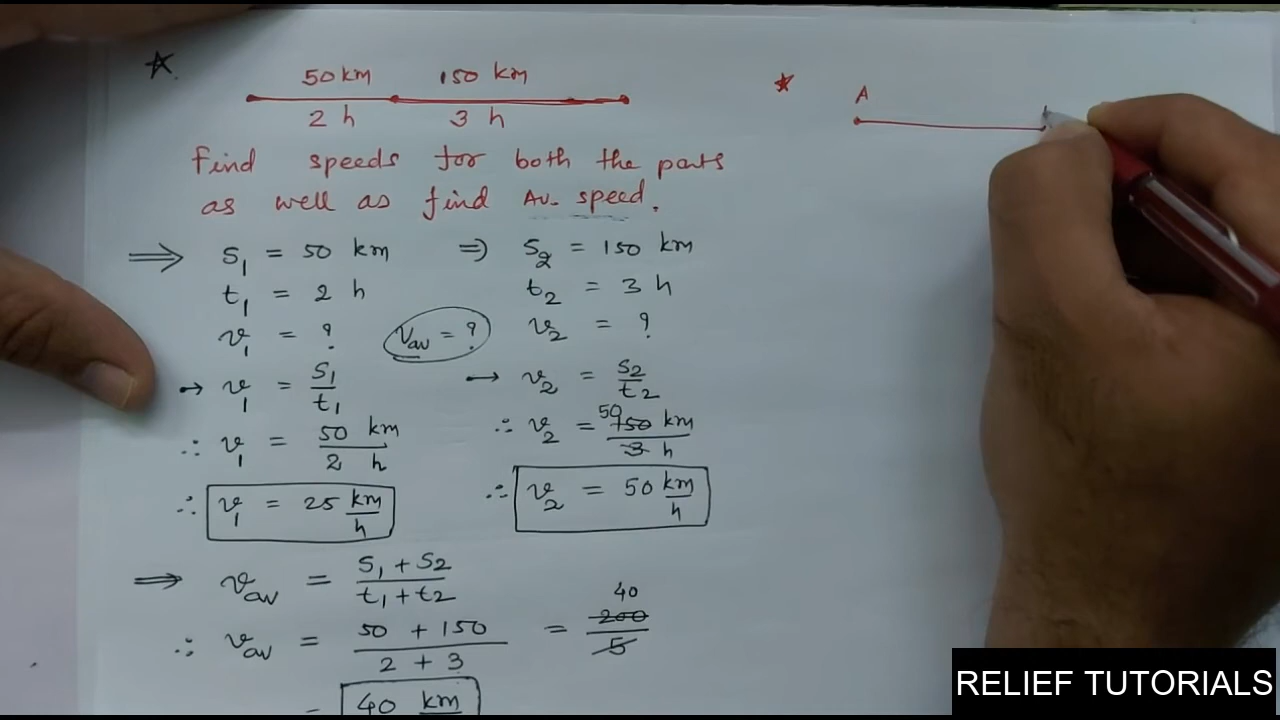 50 km 150 km
2 h 3 h
Find speeds for both the parts
as well as find Av. speed.
⟹ S₁ = 50 km ⇒ S₂ = 150 km
t₁ = 2 h t₂ = 3 h
v₁ = ? Vav = ? v₂ = ?
→ v₁ = S₁/t₁ → v₂ = S₂/t₂
∴ v₁ = 50 km / 2 h ∴ v₂ = 50 150 km / 3 h
∴ v₁ = 25 km/h ∴ v₂ = 50 km/h
⟹ vav = S₁ + S₂ / t₁ + t₂
∴ vav = 50 + 150 / 2 + 3 = 40 200 / 5
= 40 km
A
RELIEF TUTORIALS